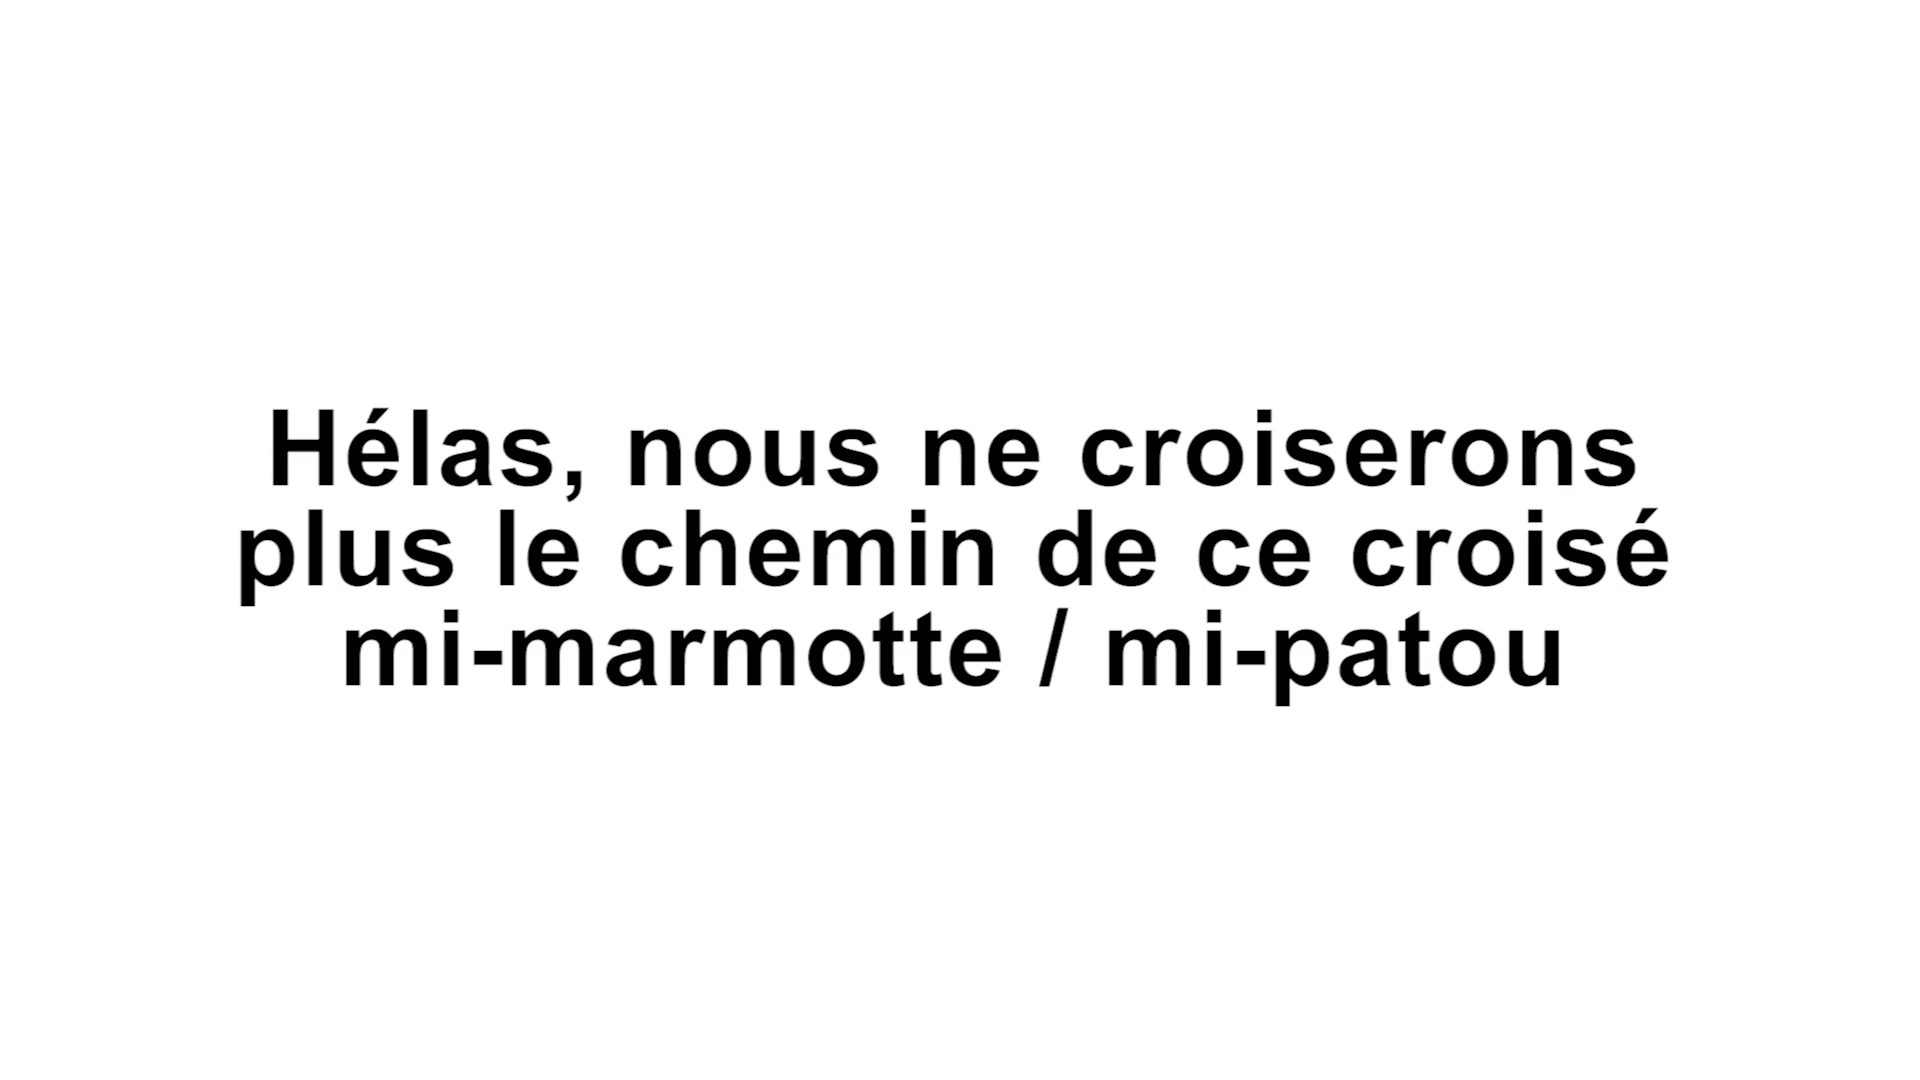 Hélas, nous ne croiserons
plus le chemin de ce croisé
mi-marmotte / mi-patou